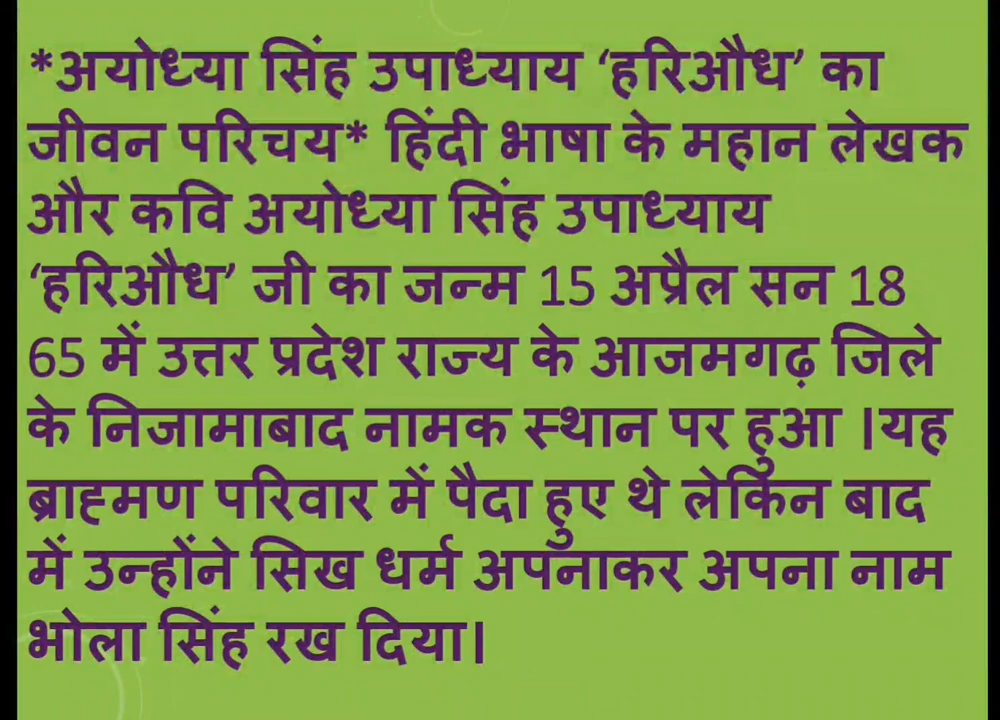 *अयोध्या सिंह उपाध्याय ‘हरिऔध’ का
जीवन परिचय* हिंदी भाषा के महान लेखक
और कवि अयोध्या सिंह उपाध्याय
‘हरिऔध’ जी का जन्म 15 अप्रैल सन 18
65 में उत्तर प्रदेश राज्य के आजमगढ़ जिले
के निजामाबाद नामक स्थान पर हुआ ।यह
ब्राह्मण परिवार में पैदा हुए थे लेकिन बाद
में उन्होंने सिख धर्म अपनाकर अपना नाम
भोला सिंह रख दिया।